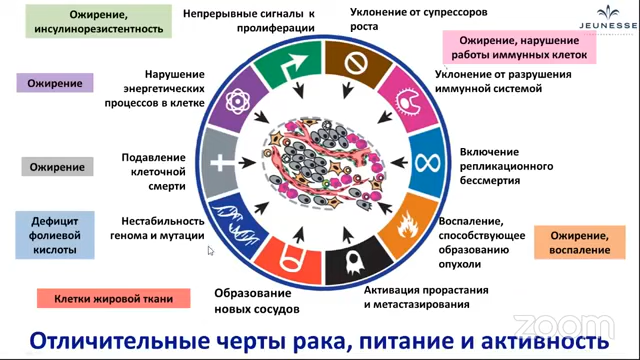 Ожирение,
инсулинорезистентность
Непрерывные сигналы к
пролиферации
Уклонение от супрессоров
роста
JEUNESSE
Ожирение, нарушение
работы иммунных клеток
Ожирение
Нарушение
энергетических
процессов в клетке
Уклонение от разрушения
иммунной системой
Ожирение
Подавление
клеточной
смерти
Включение
репликационного
бессмертия
Дефицит
фолиевой
кислоты
Нестабильность
генома и мутации
Воспаление,
способствующее
образованию
опухоли
Ожирение,
воспаление
Клетки жировой ткани
Образование
новых сосудов
Активация прорастания
и метастазирования
zoom
Отличительные черты рака, питание и активность